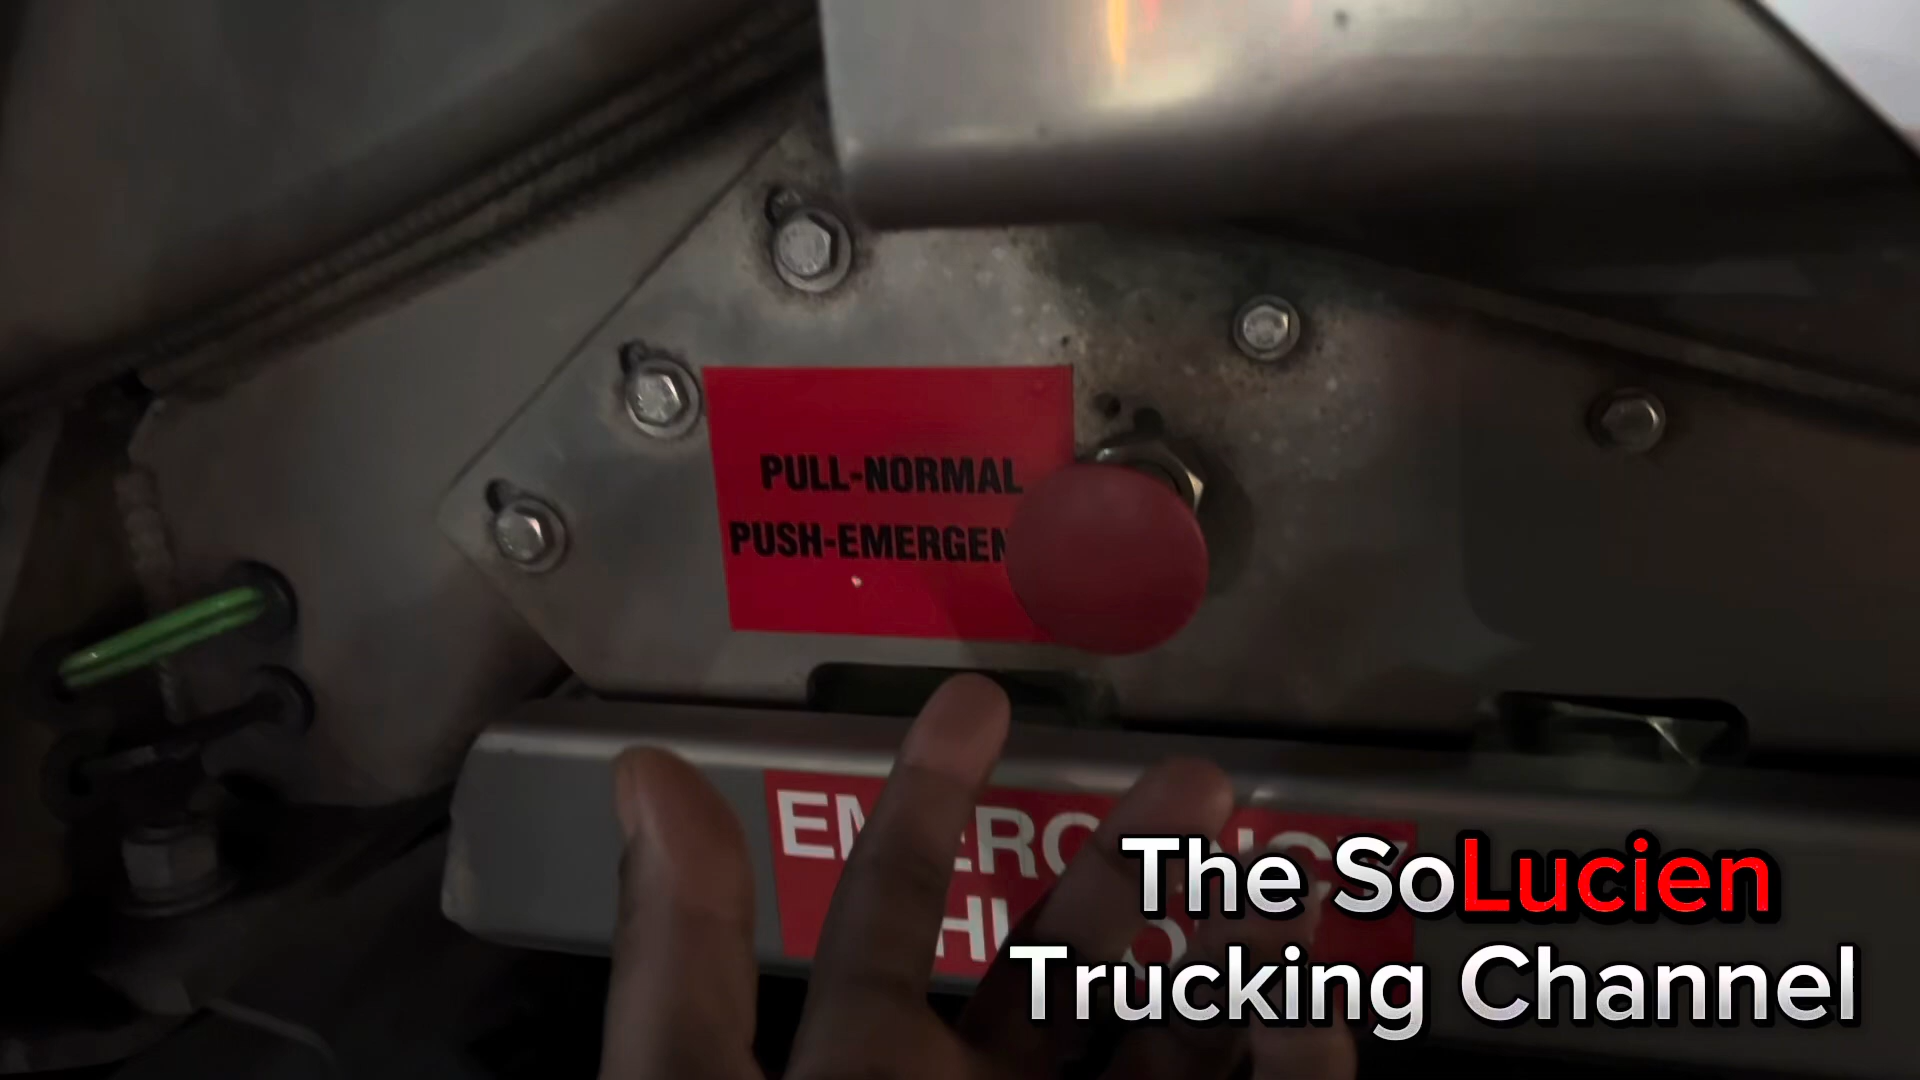 PULL-NORMAL
PUSH-EMERGEN
The SoLucien
Trucking Channel